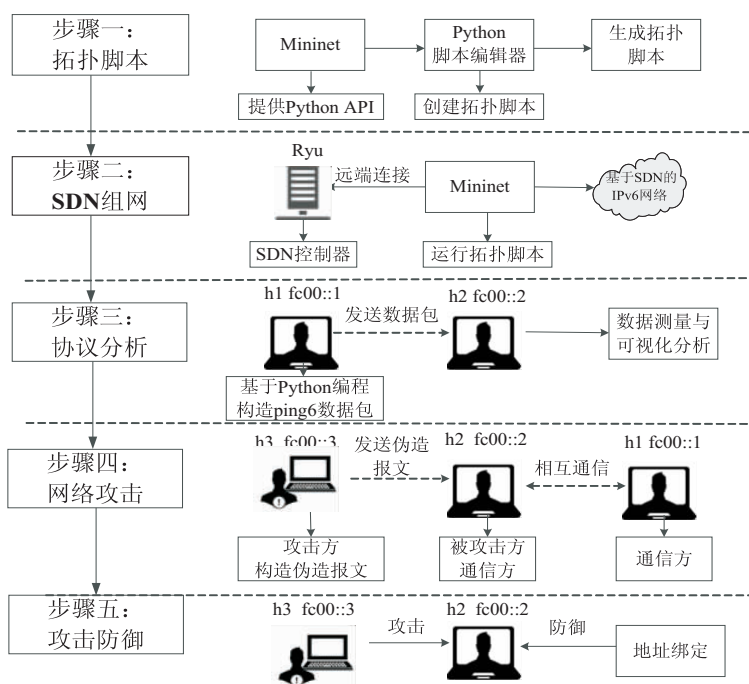 步骤一：
拓扑脚本
Mininet
Python
脚本编辑器
生成拓扑
脚本
提供Python API
创建拓扑脚本
步骤二：
SDN组网
Ryu
远端连接
Mininet
基于SDN的
IPv6网络
SDN控制器
运行拓扑脚本
步骤三：
协议分析
h1 fc00::1
发送数据包
h2 fc00::2
数据测量与
可视化分析
基于Python编程
构造ping6数据包
步骤四：
网络攻击
h3 fc00::3
发送伪造
报文
h2 fc00::2
相互通信
h1 fc00::1
攻击方
构造伪造报文
被攻击方
通信方
通信方
步骤五：
攻击防御
h3 fc00::3
攻击
h2 fc00::2
防御
地址绑定